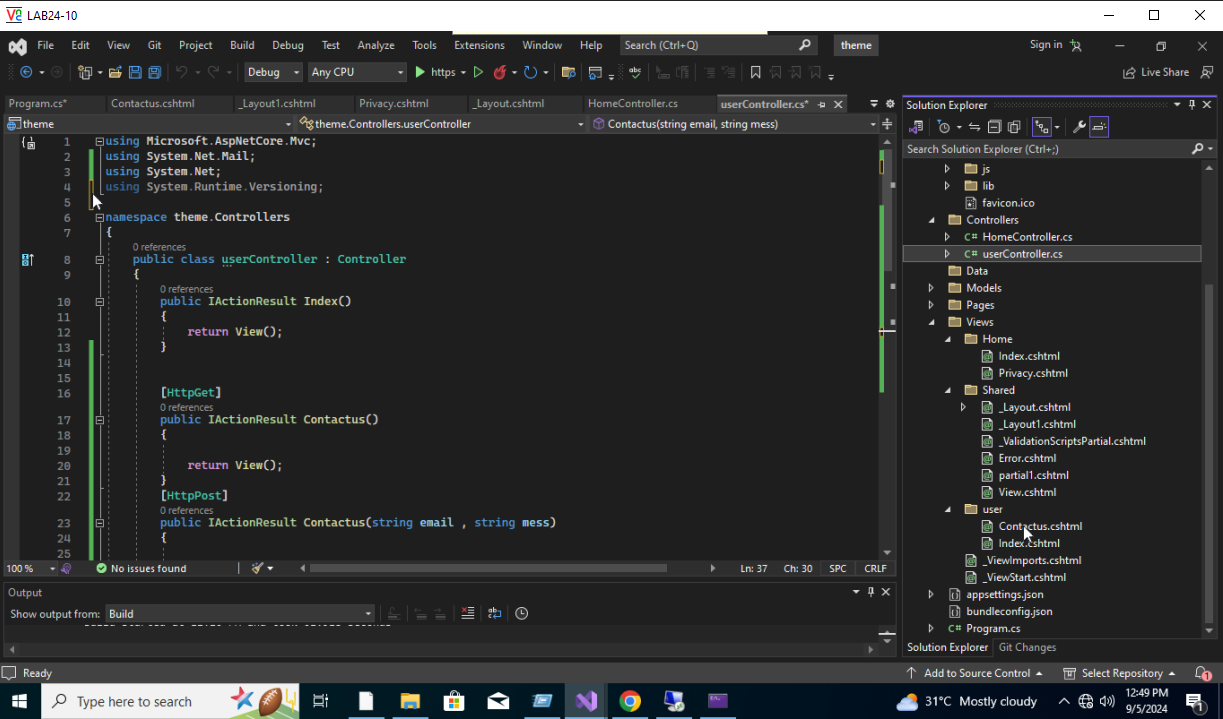 LAB24-10
File Edit View Git Project Build Debug Test Analyze Tools Extensions Window Help Search (Ctrl+Q) theme Sign in
Debug Any CPU https Live Share
Program.cs* Contactus.cshtml _Layout1.cshtml Privacy.cshtml _Layout.cshtml HomeController.cs userController.cs*
theme theme.Controllers.userController Contactus(string email, string mess)
1 using Microsoft.AspNetCore.Mvc;
2 using System.Net.Mail;
3 using System.Net;
4 using System.Runtime.Versioning;
5
6 namespace theme.Controllers
7 {
0 references
8 public class userController : Controller
9 {
0 references
10 public IActionResult Index()
11 {
12 return View();
13 }
14
15
16 [HttpGet]
0 references
17 public IActionResult Contactus()
18 {
19
20 return View();
21 }
22 [HttpPost]
0 references
23 public IActionResult Contactus(string email , string mess)
24 {
25
100 % No issues found Ln: 37 Ch: 30 SPC CRLF
Output
Show output from: Build
Solution Explorer
Search Solution Explorer (Ctrl+;)
js
lib
favicon.ico
Controllers
C# HomeController.cs
C# userController.cs
Data
Models
Pages
Views
Home
Index.cshtml
Privacy.cshtml
Shared
_Layout.cshtml
_Layout1.cshtml
_ValidationScriptsPartial.cshtml
Error.cshtml
partial1.cshtml
View.cshtml
user
Contactus.cshtml
Index.cshtml
_ViewImports.cshtml
_ViewStart.cshtml
appsettings.json
bundleconfig.json
C# Program.cs
Solution Explorer Git Changes
Ready Add to Source Control Select Repository 1
Type here to search 31°C Mostly cloudy 12:49 PM
9/5/2024 1